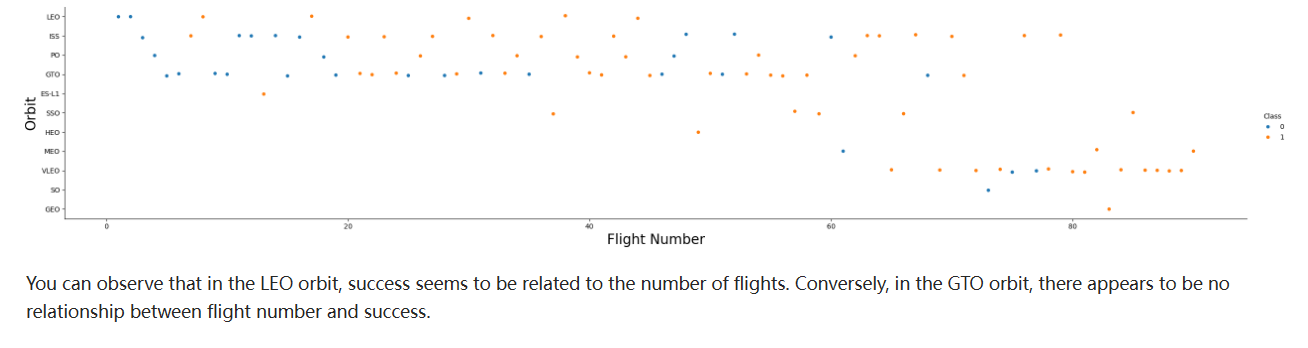 LEO
ISS
PO
GTO
ES-L1
SSO
HEO
MEO
VLEO
SO
GEO
Orbit
0 20 40 60 80
Flight Number
Class
0
1
You can observe that in the LEO orbit, success seems to be related to the number of flights. Conversely, in the GTO orbit, there appears to be no
relationship between flight number and success.